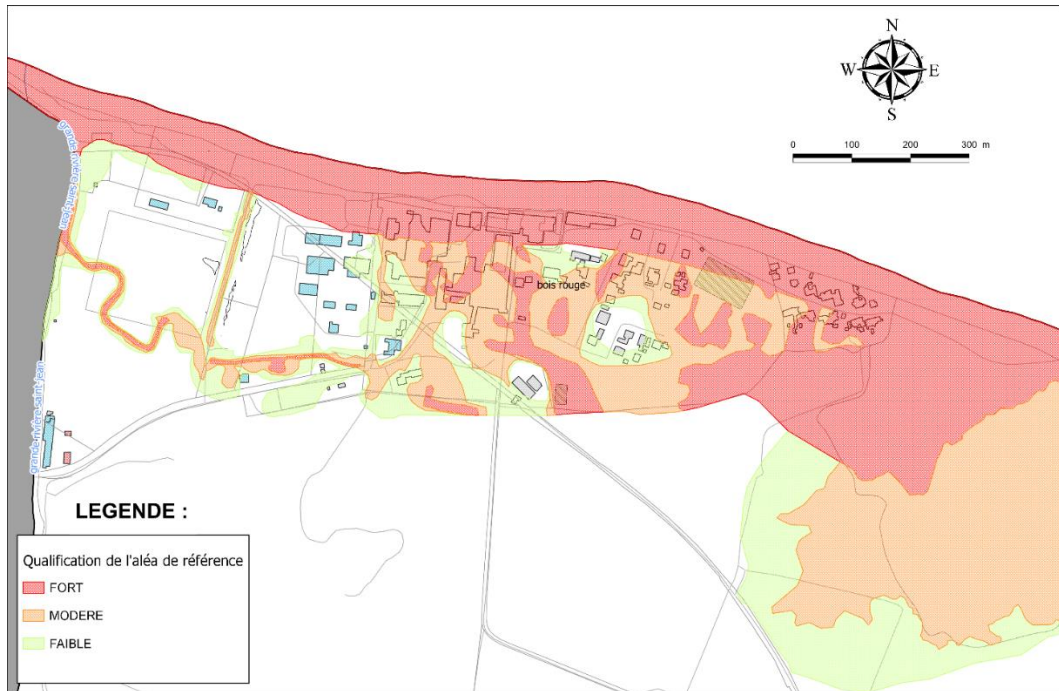 N
W E
S
0 100 200 300 m
grande rivière saint-jean
bois rouge
grande rivière saint-jean
LEGENDE :
Qualification de l'aléa de référence
FORT
MODERE
FAIBLE